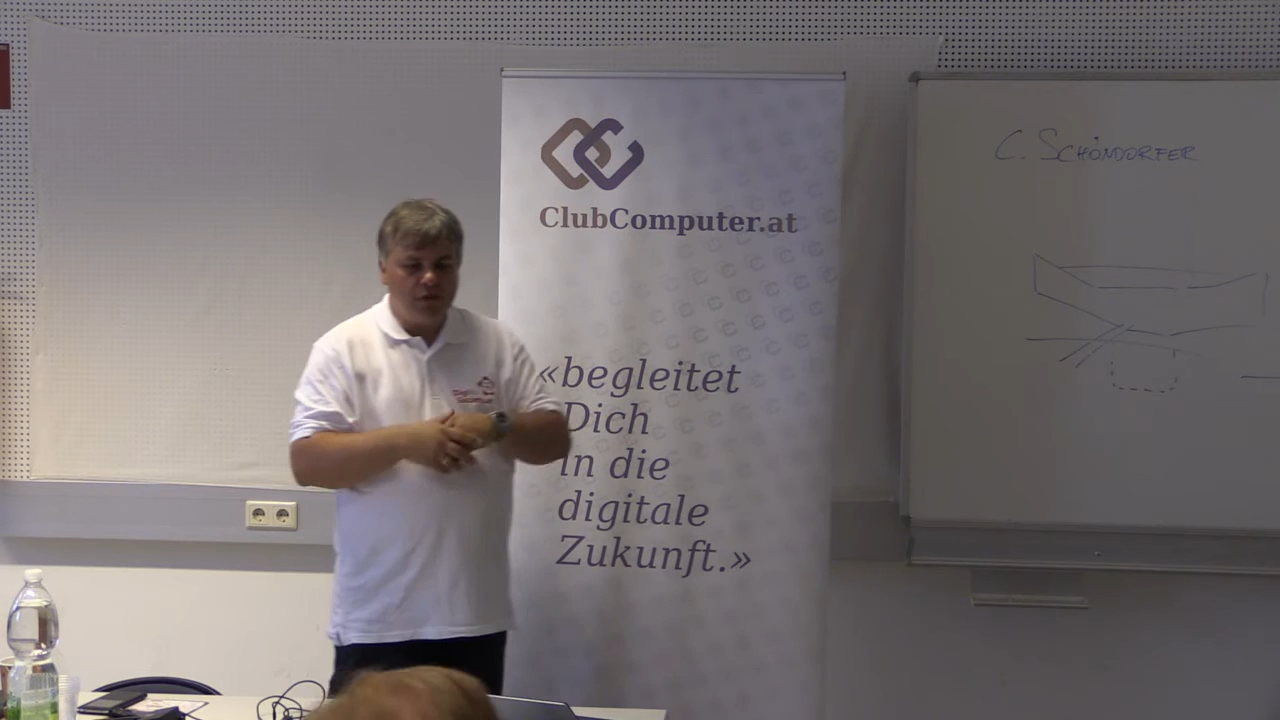 ClubComputer.at
«begleitet
Dich
in die
digitale
Zukunft.»
C. SCHÖNDORFER